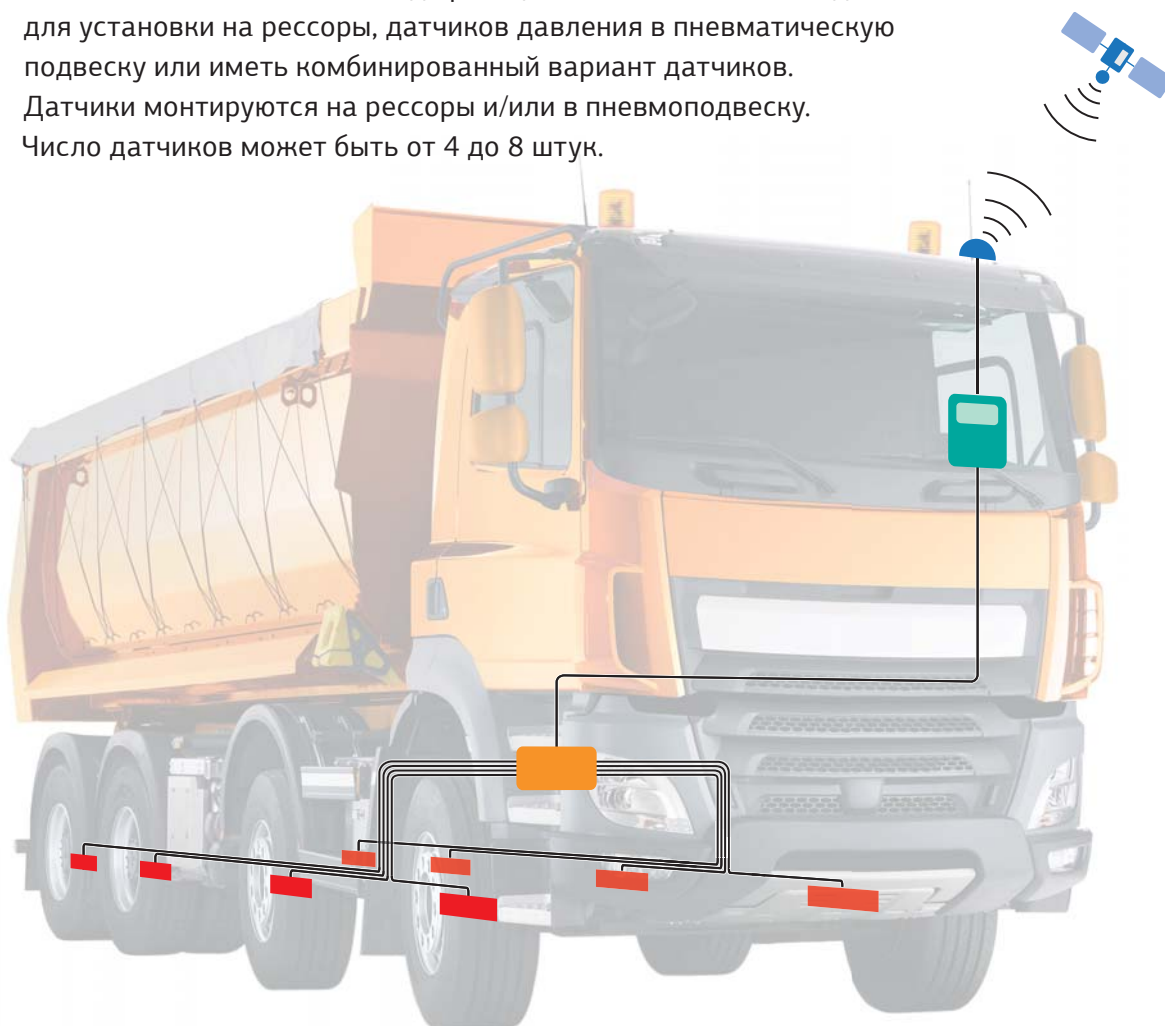 для установки на рессоры, датчиков давления в пневматическую
подвеску или иметь комбинированный вариант датчиков.
Датчики монтируются на рессоры и/или в пневмоподвеску.
Число датчиков может быть от 4 до 8 штук.